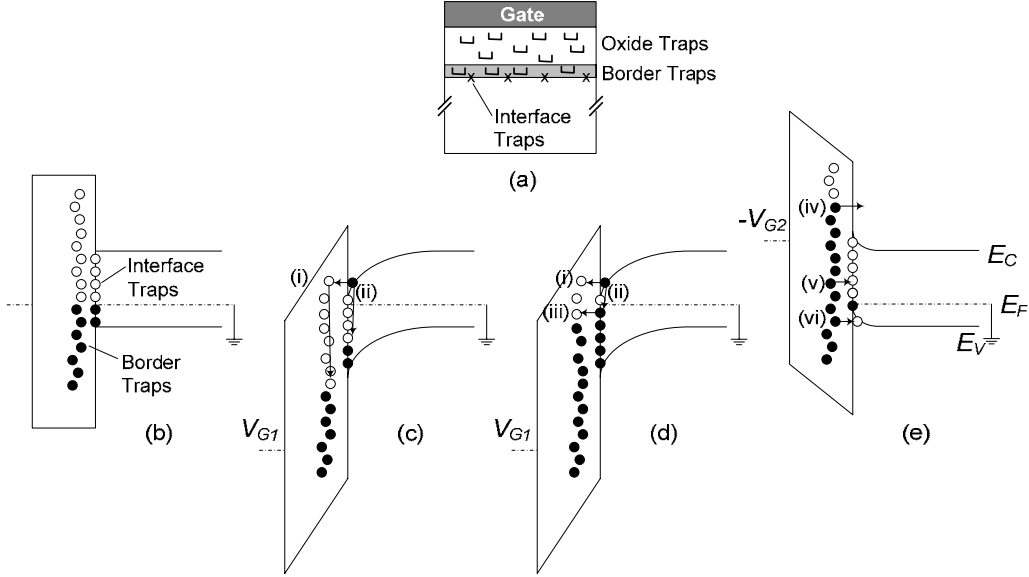 Gate
Oxide Traps
Border Traps
Interface
Traps
(a)
Interface
Traps
Border
Traps
(b)
(i)
(ii)
V_G1
(c)
(i)
(ii)
(iii)
V_G1
(d)
(iv)
-V_G2
(v)
(vi)
E_C
E_F
E_V
(e)